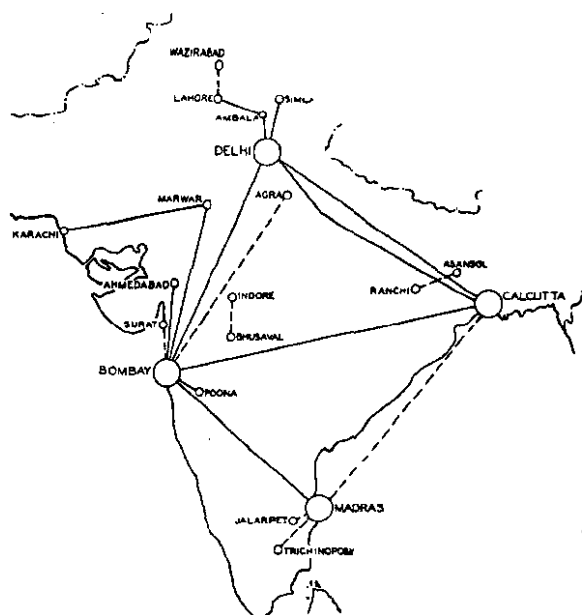 WAZIRABAD
LAHORE
SIML
AMBALA
DELHI
MARWAR
AGRA
KARACHI
AHMEDABAD
INDORE
ASANSOL
RANCHI
CALCUTTA
SURAT
BHUSAVAL
BOMBAY
POONA
MADRAS
JALARPET
TRICHINOPOLY